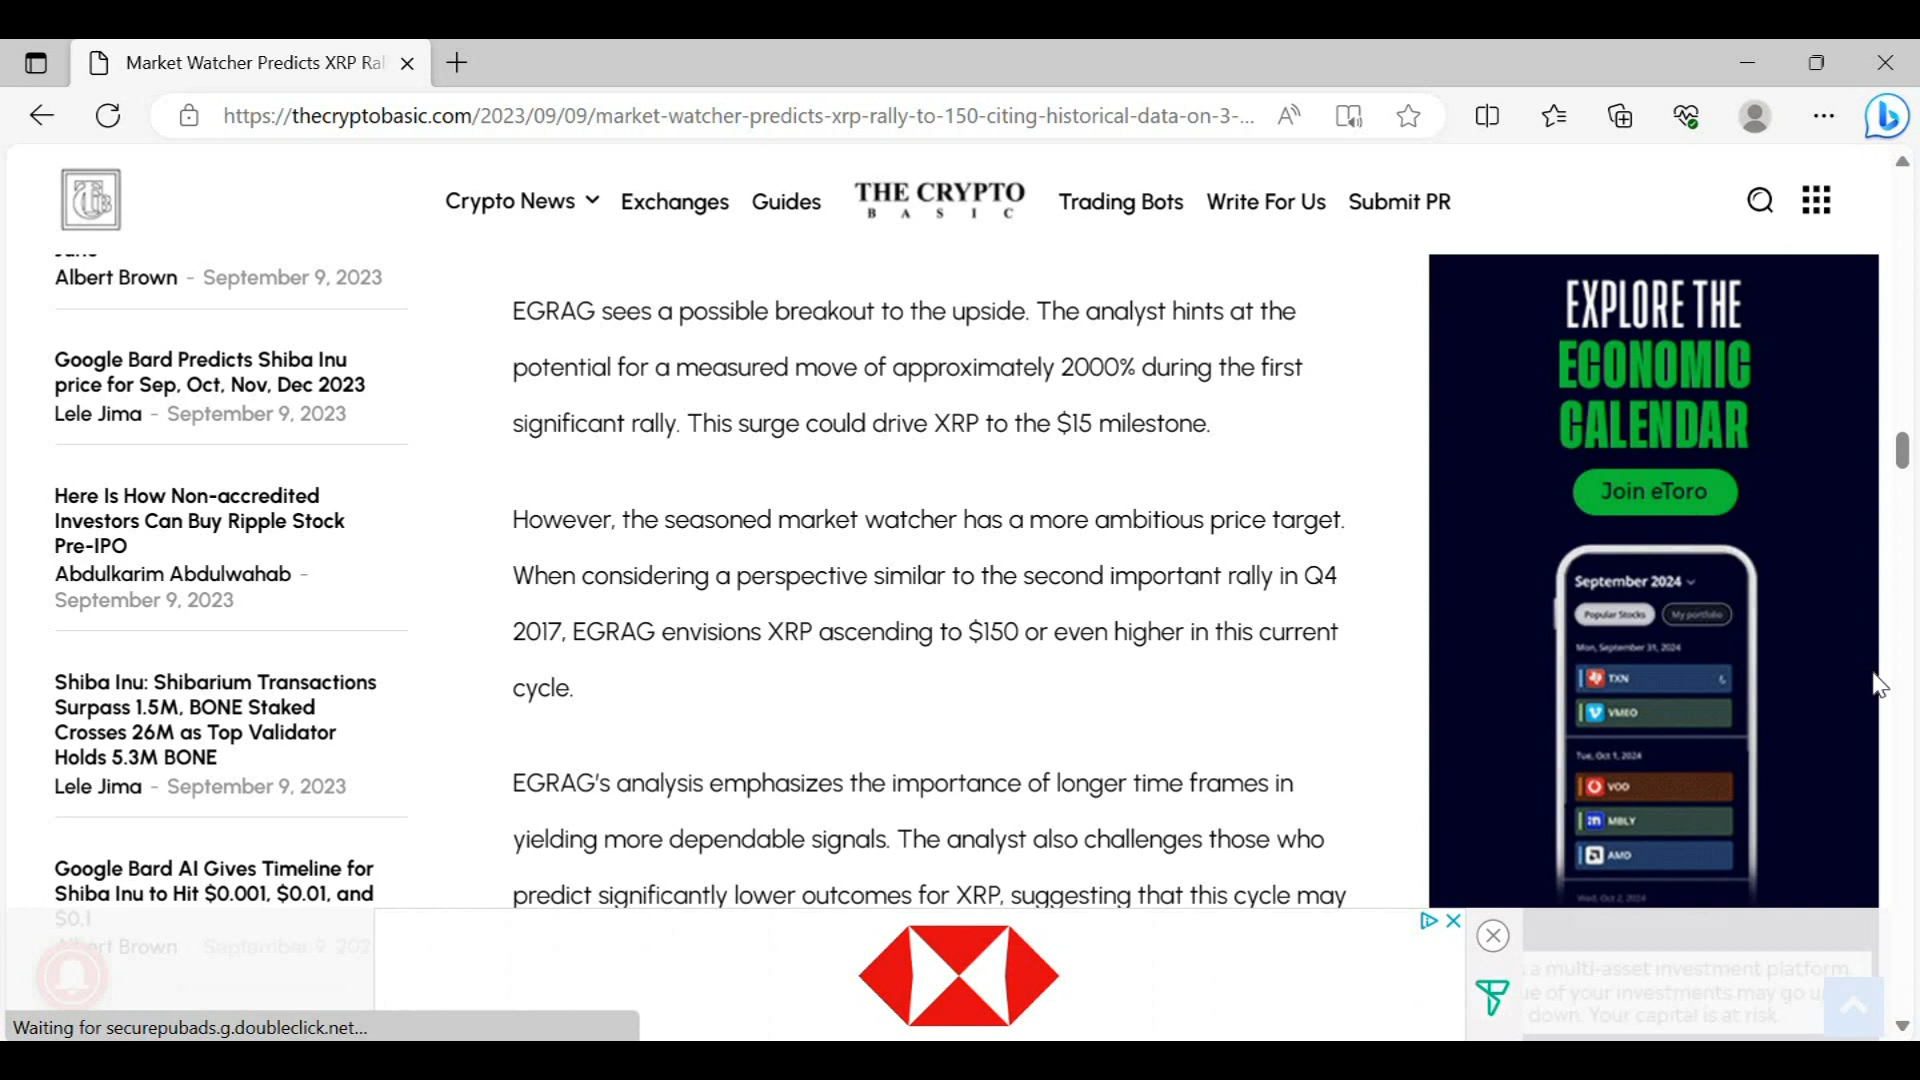 Market Watcher Predicts XRP Ral
https://thecryptobasic.com/2023/09/09/market-watcher-predicts-xrp-rally-to-150-citing-historical-data-on-3-...
Crypto News
Exchanges
Guides
THE CRYPTO
BASIC
Trading Bots
Write For Us
Submit PR
Albert Brown - September 9, 2023
Google Bard Predicts Shiba Inu
price for Sep, Oct, Nov, Dec 2023
Lele Jima - September 9, 2023
Here Is How Non-accredited
Investors Can Buy Ripple Stock
Pre-IPO
Abdulkarim Abdulwahab -
September 9, 2023
Shiba Inu: Shibarium Transactions
Surpass 1.5M, BONE Staked
Crosses 26M as Top Validator
Holds 5.3M BONE
Lele Jima - September 9, 2023
Google Bard AI Gives Timeline for
Shiba Inu to Hit $0.001, $0.01, and
$0.1
Albert Brown September 9, 202
EGRAG sees a possible breakout to the upside. The analyst hints at the
potential for a measured move of approximately 2000% during the first
significant rally. This surge could drive XRP to the $15 milestone.
However, the seasoned market watcher has a more ambitious price target.
When considering a perspective similar to the second important rally in Q4
2017, EGRAG envisions XRP ascending to $150 or even higher in this current
cycle.
EGRAG's analysis emphasizes the importance of longer time frames in
yielding more dependable signals. The analyst also challenges those who
predict significantly lower outcomes for XRP, suggesting that this cycle may
EXPLORE THE
ECONOMIC
CALENDAR
Join eToro
September 2024
Popular Stocks
My portfolio
Mon, September 31, 2024
TXN
VMEO
Tue, Oct 1, 2024
VOD
MBLY
AMD
Wed, Oct 2, 2024
a multi-asset investment platform.
ue of your investments may go u
down. Your capital is at risk.
Waiting for securepubads.g.doubleclick.net...